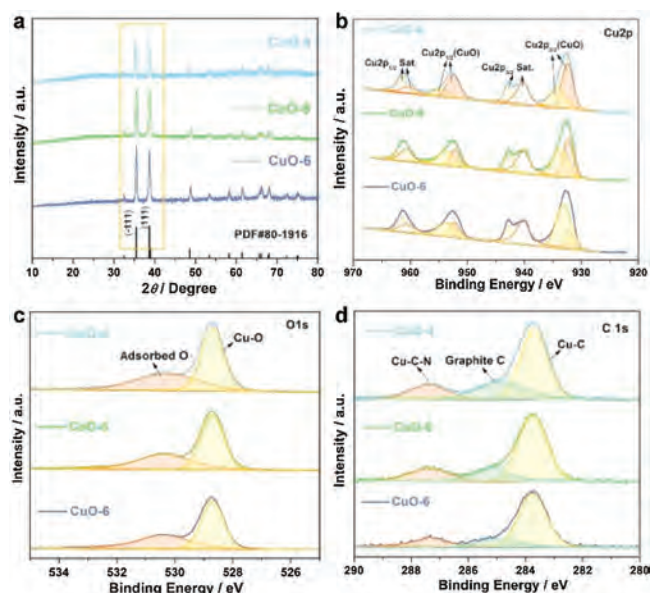 a
CuO-6
(-111)
(111)
PDF#80-1916
Intensity / a.u.
10 20 30 40 50 60 70 80
2θ / Degree
b
Cu2p
Cu2p1/2 Sat.
Cu2p1/2(CuO)
Cu2p3/2 Sat.
Cu2p3/2(CuO)
CuO-6
Intensity / a.u.
970 960 950 940 930 920
Binding Energy / eV
c
O1s
Adsorbed O
Cu-O
CuO-6
Intensity / a.u.
534 530 528 526
Binding Energy / eV
d
C 1s
Cu-C-N
Graphite C
Cu-C
CuO-6
Intensity / a.u.
290 288 286 284 282 280
Binding Energy / eV